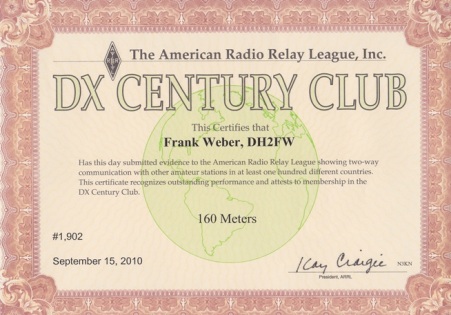 The American Radio Relay League, Inc.
DX CENTURY CLUB
This Certifies that
Frank Weber, DH2FW
Has this day submitted evidence to the American Radio Relay League showing two-way
communication with other amateur stations in at least one hundred different countries.
This certificate recognizes outstanding performance and attests to membership in the
DX Century Club.
160 Meters
#1,902
September 15, 2010
Kay Craigie N3KN
President, ARRL